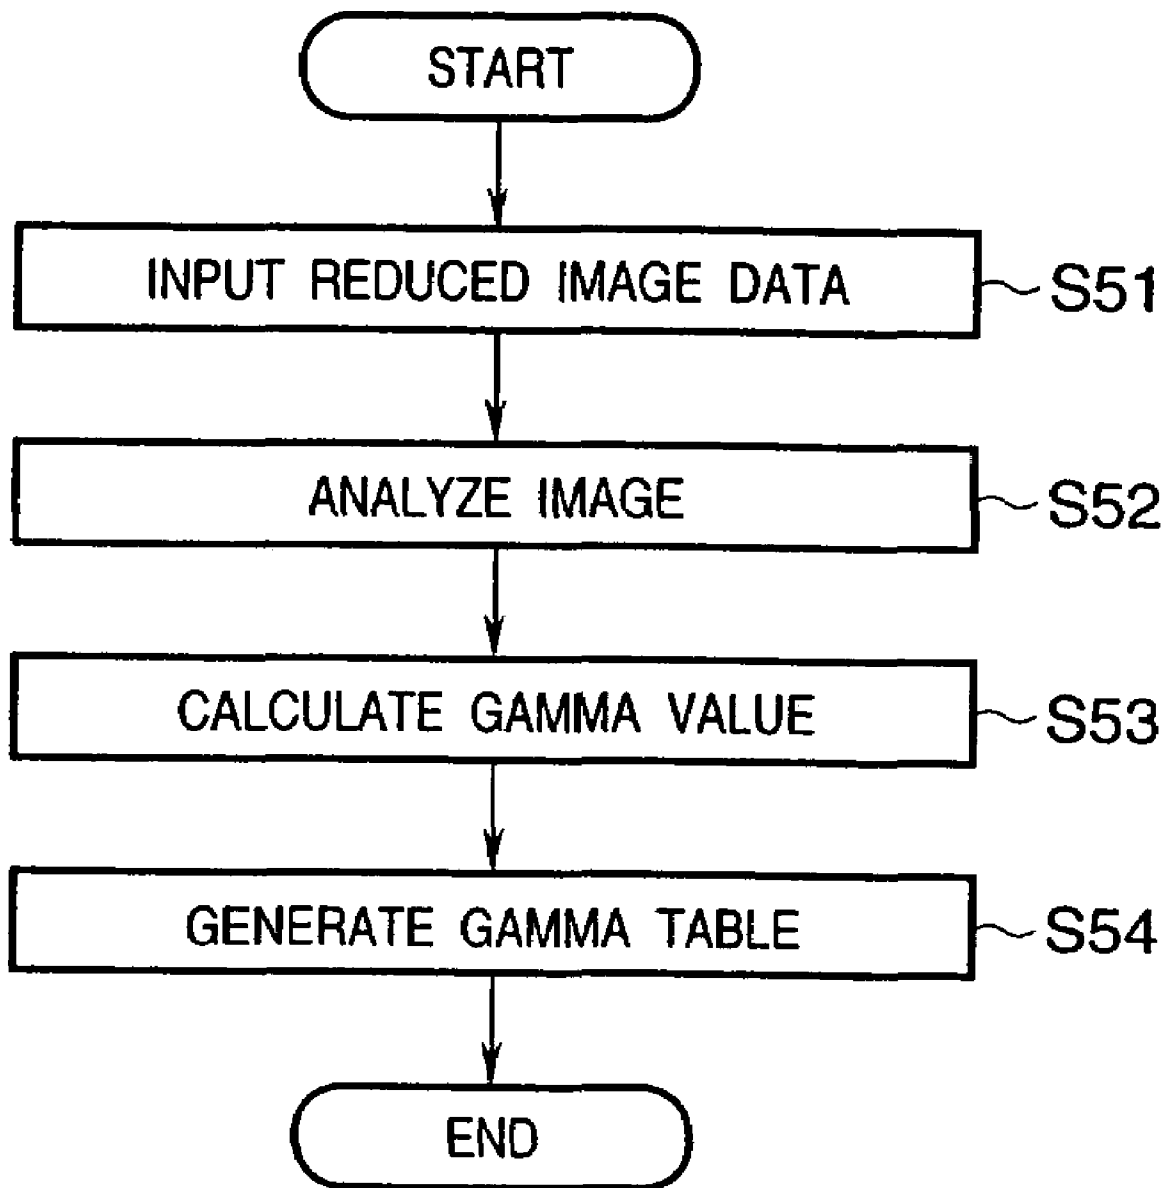 START
INPUT REDUCED IMAGE DATA
S51
ANALYZE IMAGE
S52
CALCULATE GAMMA VALUE
S53
GENERATE GAMMA TABLE
S54
END